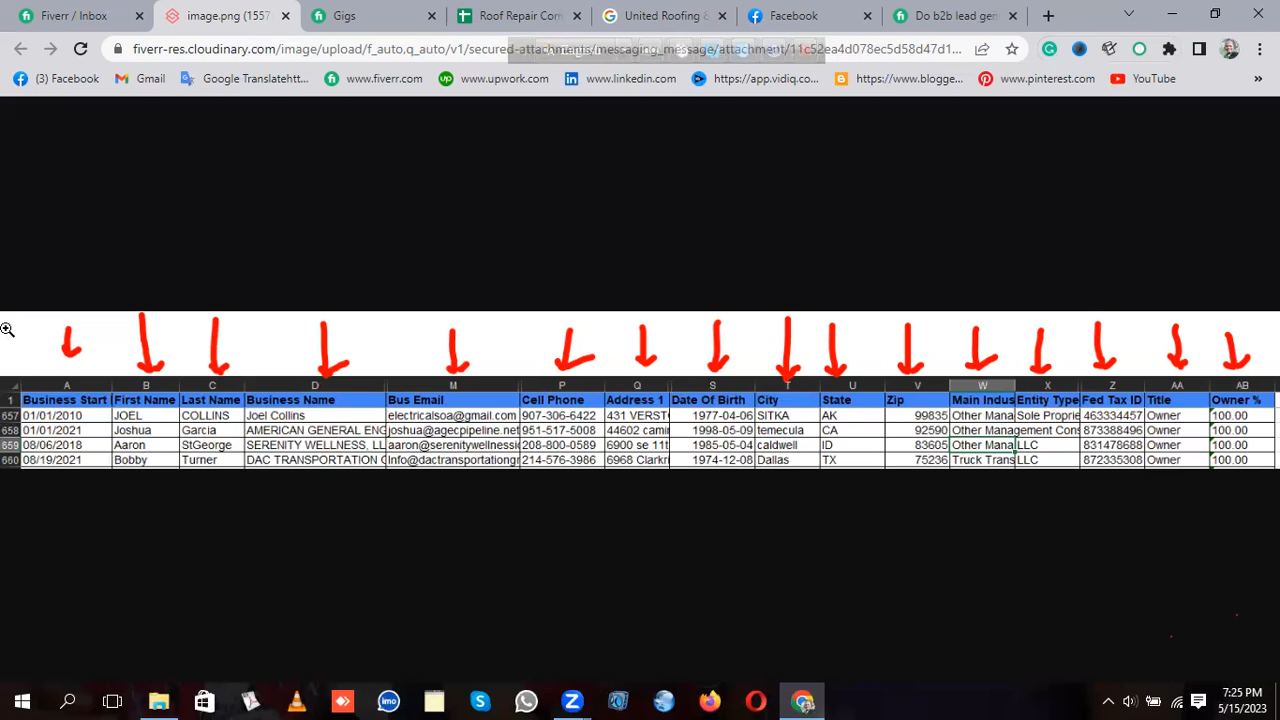 Fiverr / Inbox
image.png (1557
Gigs
Roof Repair Com
United Roofing &
Facebook
Do b2b lead gen
fiverr-res.cloudinary.com/image/upload/f_auto,q_auto/v1/secured-attachments/messaging_message/attachment/11c52ea4d078ec5d58d47d1...
(3) Facebook
Gmail
Google Translatehtt...
www.fiverr.com
www.upwork.com
www.linkedin.com
https://app.vidiq.co...
https://www.blogge...
www.pinterest.com
YouTube
A B C D M P Q S T U V W X Z AA AB
1 Business Start First Name Last Name Business Name Bus Email Cell Phone Address 1 Date Of Birth City State Zip Main Indus Entity Type Fed Tax ID Title Owner %
657 01/01/2010 JOEL COLLINS Joel Collins electricalsoa@gmail.com 907-306-6422 431 VERST 1977-04-06 SITKA AK 99835 Other Mana Sole Proprie 463334457 Owner 100.00
658 01/01/2021 Joshua Garcia AMERICAN GENERAL ENG joshua@agecpipeline.net 951-517-5008 44602 camin 1998-05-09 temecula CA 92590 Other Management Cons 873388496 Owner 100.00
659 08/06/2018 Aaron StGeorge SERENITY WELLNESS, LL aaron@serenitywellnessi 208-800-0589 6900 se 11t 1985-05-04 caldwell ID 83605 Other Mana LLC 831478688 Owner 100.00
660 08/19/2021 Bobby Turner DAC TRANSPORTATION Info@dactransportationgr 214-576-3986 6968 Clarkr 1974-12-08 Dallas TX 75236 Truck Trans LLC 872335308 Owner 100.00
imo
7:25 PM
5/15/2023